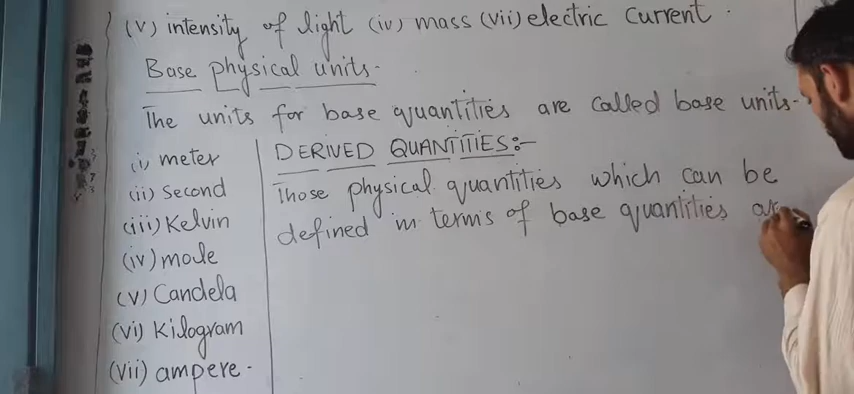 (v) intensity of light (iv) mass (vii) electric current.
Base physical units-
The units for base quantities are called base units-
(i) meter
(ii) Second
(iii) Kelvin
(iv) mole
(v) Candela
(vi) Kilogram
(vii) ampere-
DERIVED QUANTITIES:-
Those physical quantities which can be
defined in terms of base quantities are